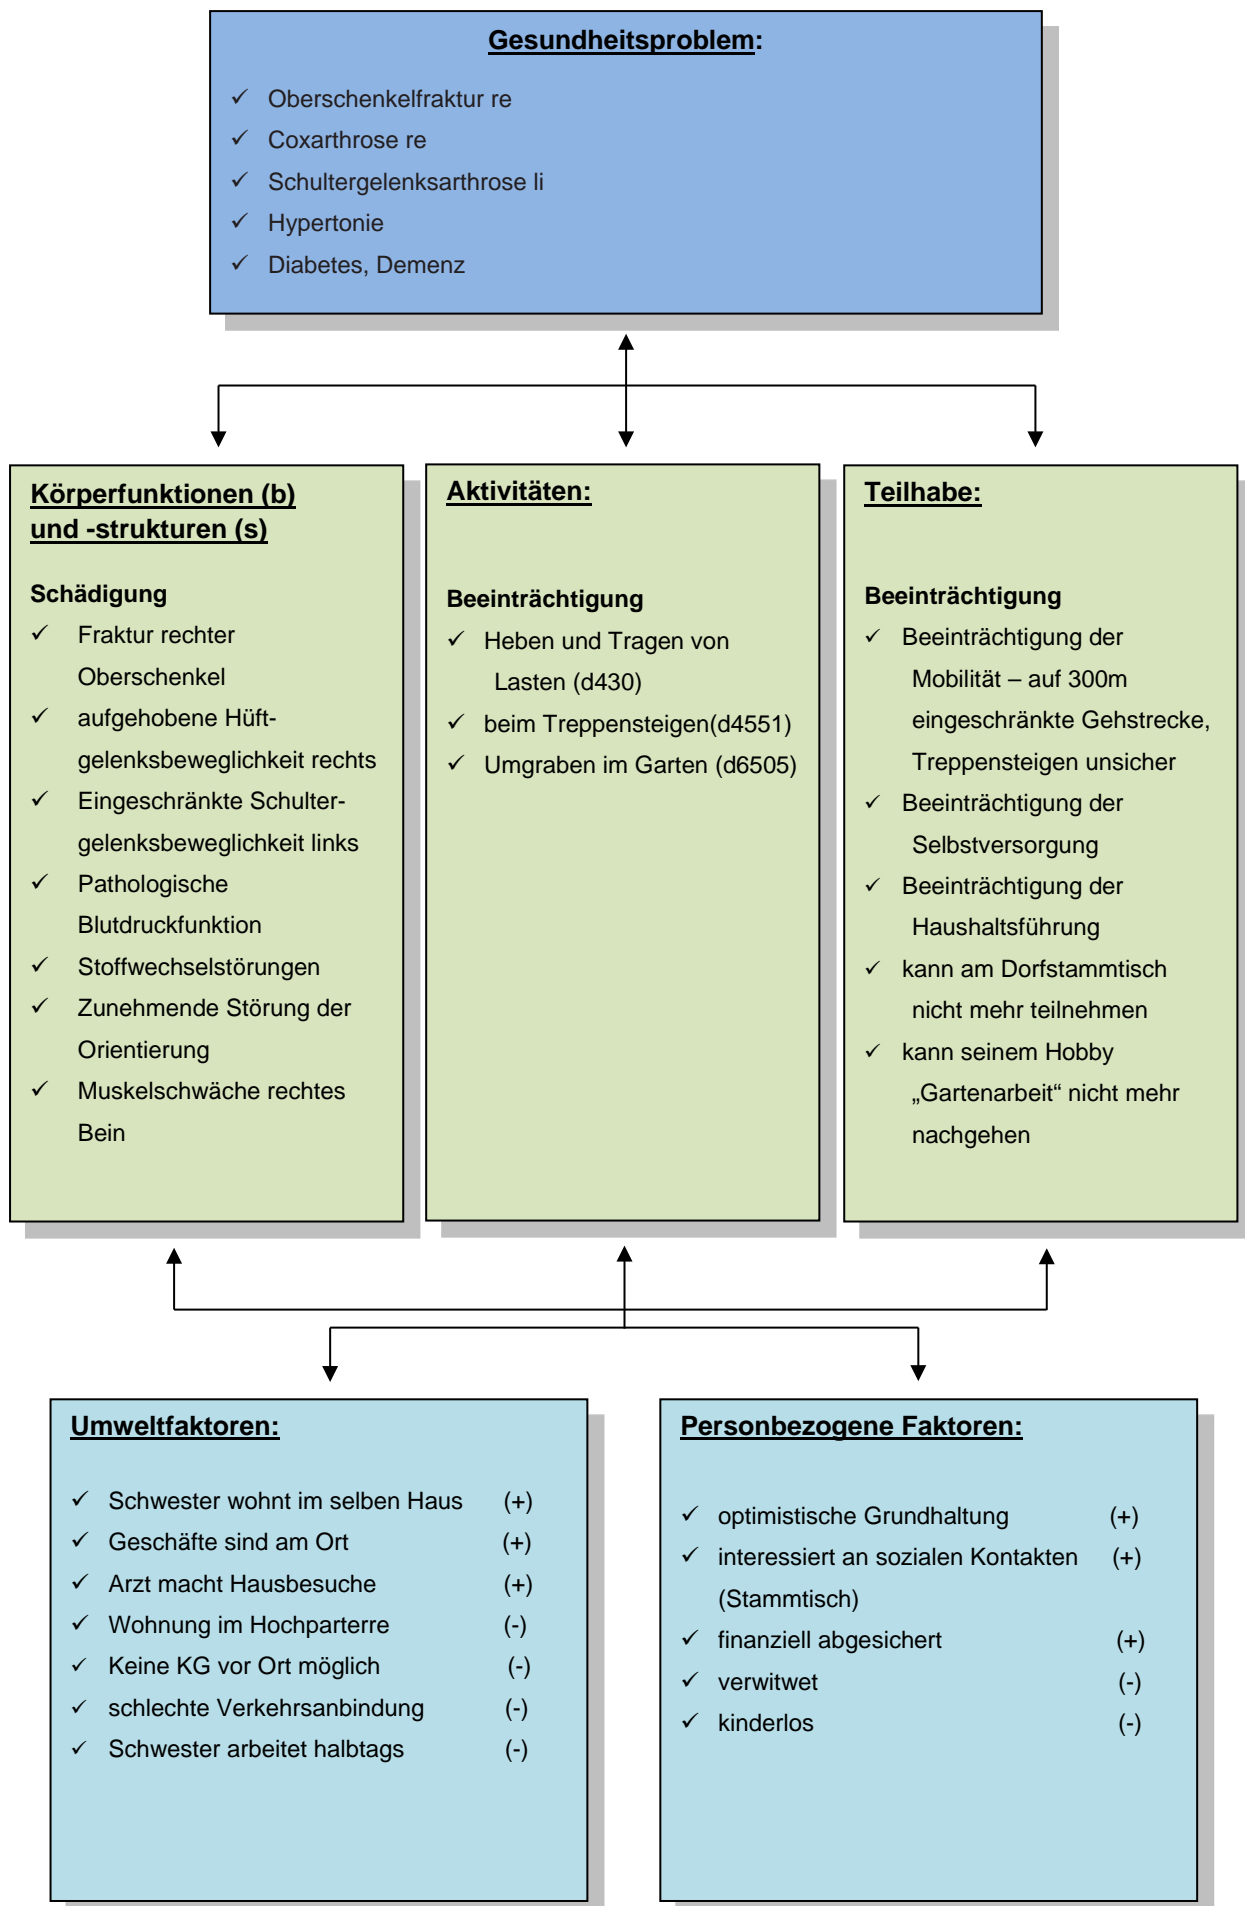 Gesundheitsproblem:
✓ Oberschenkelfraktur re
✓ Coxarthrose re
✓ Schultergelenksarthrose li
✓ Hypertonie
✓ Diabetes, Demenz
Körperfunktionen (b)
und -strukturen (s)
Schädigung
✓ Fraktur rechter
Oberschenkel
✓ aufgehobene Hüft-
gelenksbeweglichkeit rechts
✓ Eingeschränkte Schulter-
gelenksbeweglichkeit links
✓ Pathologische
Blutdruckfunktion
✓ Stoffwechselstörungen
✓ Zunehmende Störung der
Orientierung
✓ Muskelschwäche rechtes
Bein
Aktivitäten:
Beeinträchtigung
✓ Heben und Tragen von
Lasten (d430)
✓ beim Treppensteigen(d4551)
✓ Umgraben im Garten (d6505)
Teilhabe:
Beeinträchtigung
✓ Beeinträchtigung der
Mobilität – auf 300m
eingeschränkte Gehstrecke,
Treppensteigen unsicher
✓ Beeinträchtigung der
Selbstversorgung
✓ Beeinträchtigung der
Haushaltsführung
✓ kann am Dorfstammtisch
nicht mehr teilnehmen
✓ kann seinem Hobby
„Gartenarbeit“ nicht mehr
nachgehen
Umweltfaktoren:
✓ Schwester wohnt im selben Haus (+)
✓ Geschäfte sind am Ort (+)
✓ Arzt macht Hausbesuche (+)
✓ Wohnung im Hochparterre (-)
✓ Keine KG vor Ort möglich (-)
✓ schlechte Verkehrsanbindung (-)
✓ Schwester arbeitet halbtags (-)
Personbezogene Faktoren:
✓ optimistische Grundhaltung (+)
✓ interessiert an sozialen Kontakten (+)
(Stammtisch)
✓ finanziell abgesichert (+)
✓ verwitwet (-)
✓ kinderlos (-)